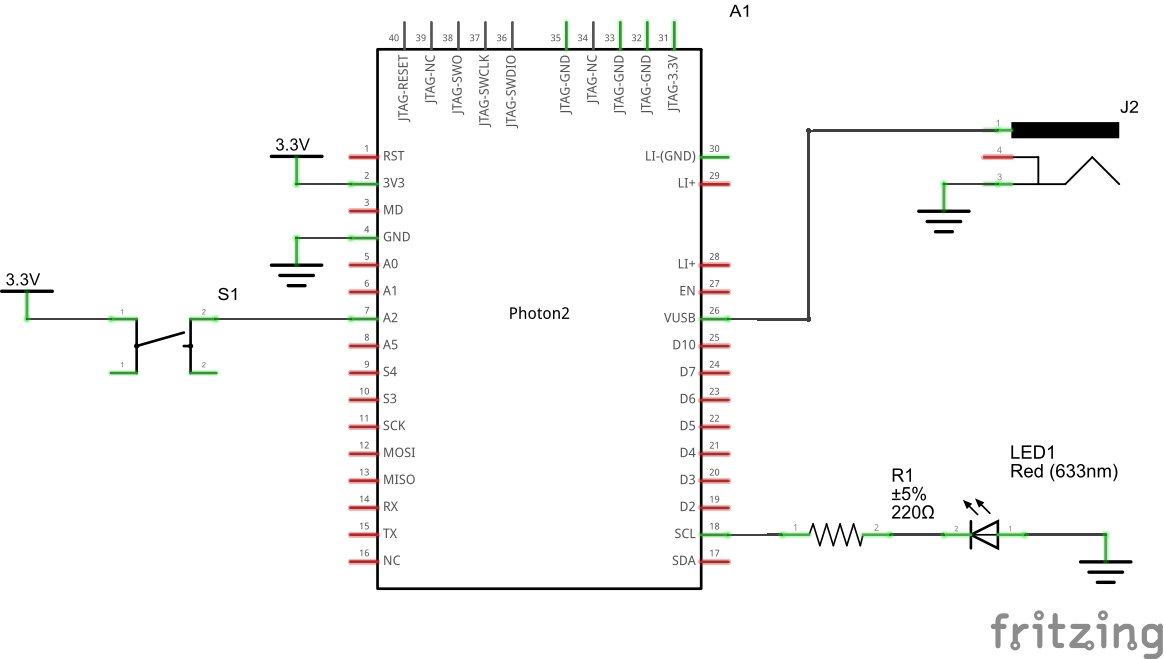 A1
40
39
38
37
36
35
34
33
32
31
JTAG-RESET
JTAG-NC
JTAG-SWO
JTAG-SWCLK
JTAG-SWDIO
JTAG-GND
JTAG-NC
JTAG-GND
JTAG-GND
JTAG-3.3V
3.3V
1 RST
2 3V3
3 MD
4 GND
5 A0
6 A1
7 A2
8 A5
9 S4
10 S3
11 SCK
12 MOSI
13 MISO
14 RX
15 TX
16 NC
Photon2
LI-(GND) 30
LI+ 29
LI+ 28
EN 27
VUSB 26
D10 25
D7 24
D6 23
D5 22
D4 21
D3 20
D2 19
SCL 18
SDA 17
3.3V
S1
1
2
1
2
J2
1
4
3
R1
±5%
220Ω
1
2
LED1
Red (633nm)
2
1
fritzing